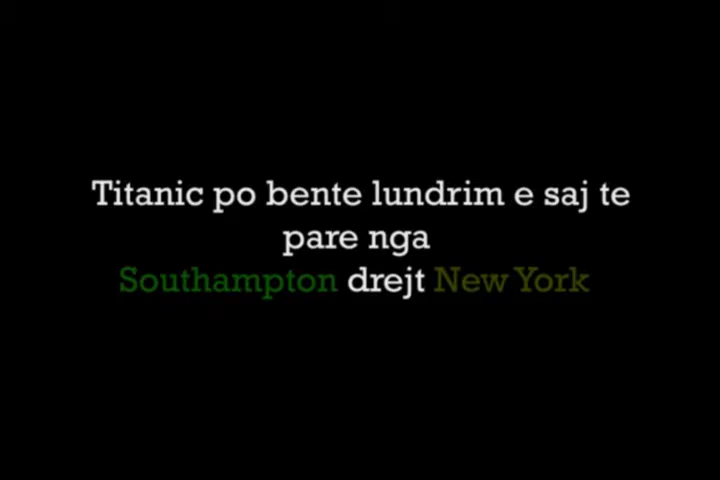 Titanic po bente lundrim e saj te
pare nga
Southampton drejt New York